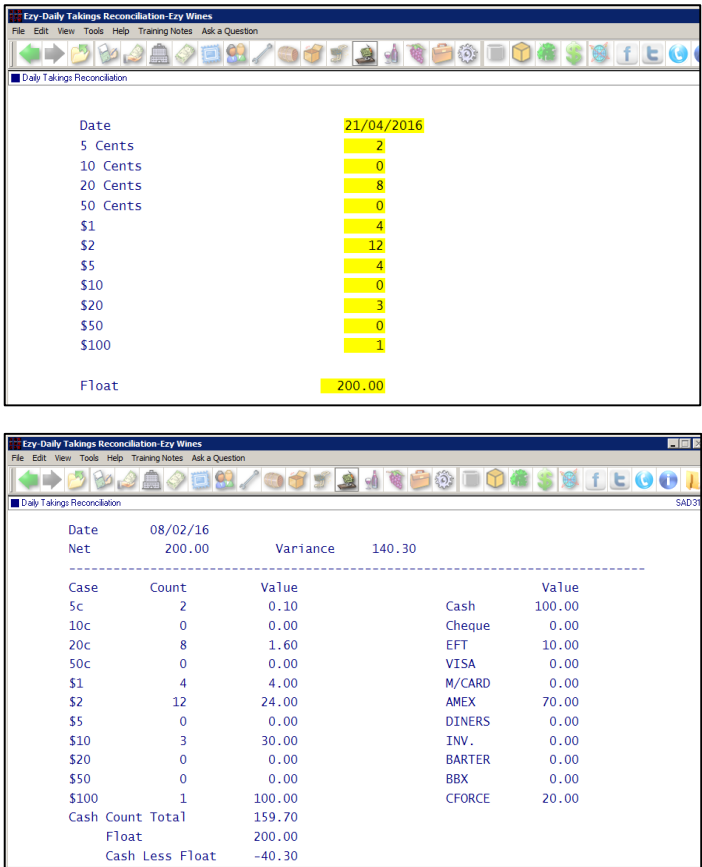 Ezy-Daily Takings Reconciliation-Ezy Wines
File Edit View Tools Help Training Notes Ask a Question
Daily Takings Reconciliation
Date 21/04/2016
5 Cents 2
10 Cents 0
20 Cents 8
50 Cents 0
$1 4
$2 12
$5 4
$10 0
$20 3
$50 0
$100 1
Float 200.00
Ezy-Daily Takings Reconciliation-Ezy Wines
File Edit View Tools Help Training Notes Ask a Question
Daily Takings Reconciliation SAD31
Date 08/02/16
Net 200.00 Variance 140.30
Case Count Value Value
5c 2 0.10 Cash 100.00
10c 0 0.00 Cheque 0.00
20c 8 1.60 EFT 10.00
50c 0 0.00 VISA 0.00
$1 4 4.00 M/CARD 0.00
$2 12 24.00 AMEX 70.00
$5 0 0.00 DINERS 0.00
$10 3 30.00 INV. 0.00
$20 0 0.00 BARTER 0.00
$50 0 0.00 BBX 0.00
$100 1 100.00 CFORCE 20.00
Cash Count Total 159.70
Float 200.00
Cash Less Float -40.30